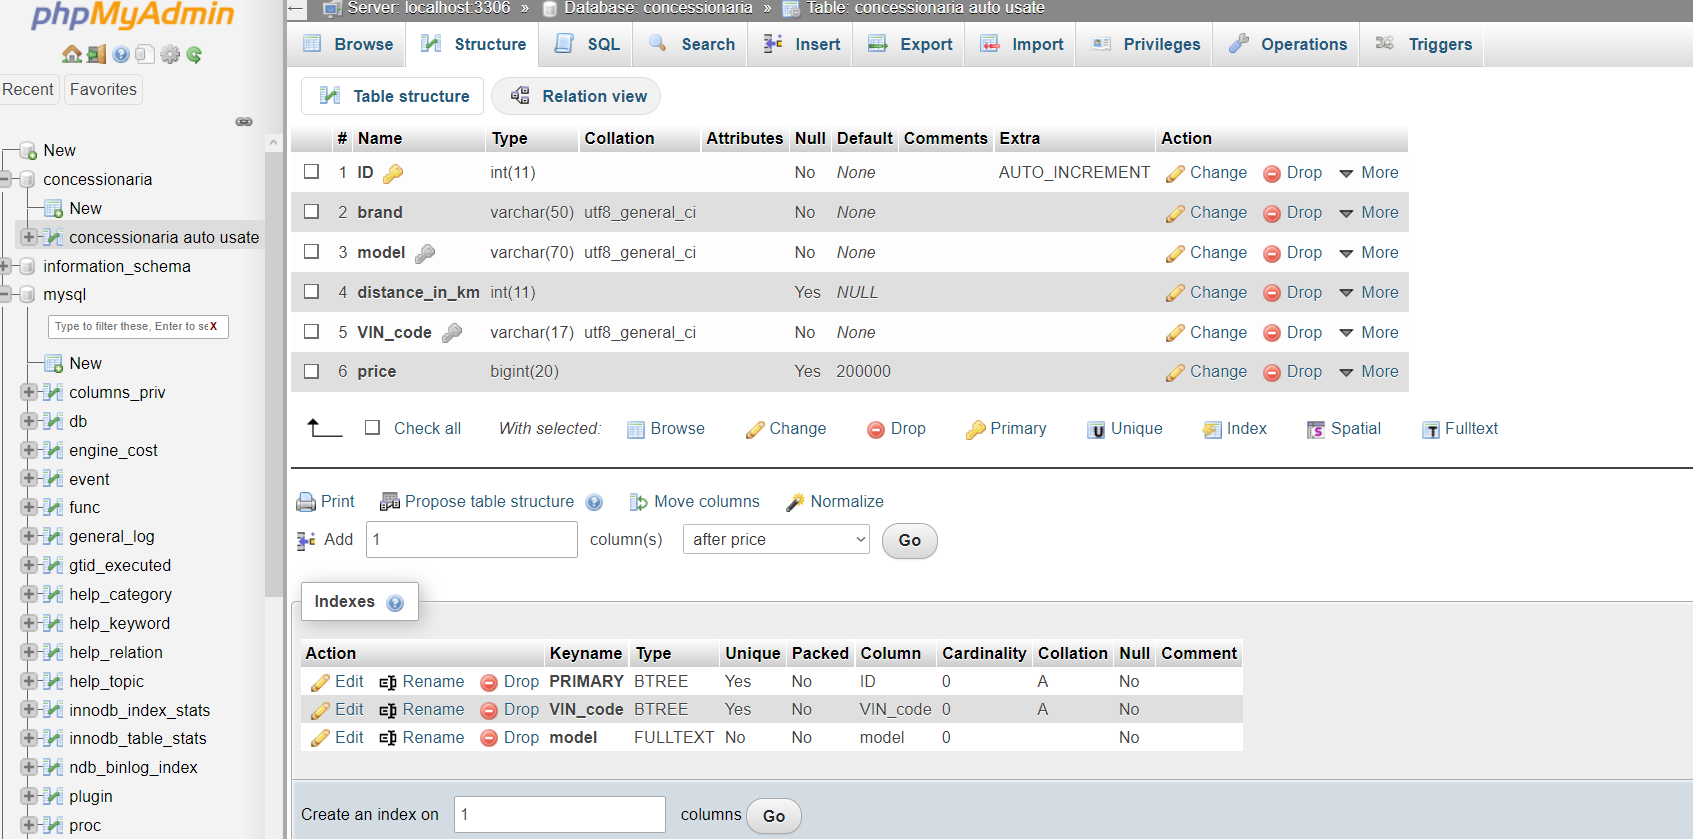 phpMyAdmin
Recent Favorites
New
concessionaria
New
concessionaria auto usate
information_schema
mysql
Type to filter these, Enter to se X
New
columns_priv
db
engine_cost
event
func
general_log
gtid_executed
help_category
help_keyword
help_relation
help_topic
innodb_index_stats
innodb_table_stats
ndb_binlog_index
plugin
proc
← Server: localhost:3306 » Database: concessionaria » Table: concessionaria auto usate
Browse Structure SQL Search Insert Export Import Privileges Operations Triggers
Table structure Relation view
# Name Type Collation Attributes Null Default Comments Extra Action
1 ID int(11) No None AUTO_INCREMENT Change Drop More
2 brand varchar(50) utf8_general_ci No None Change Drop More
3 model varchar(70) utf8_general_ci No None Change Drop More
4 distance_in_km int(11) Yes NULL Change Drop More
5 VIN_code varchar(17) utf8_general_ci No None Change Drop More
6 price bigint(20) Yes 200000 Change Drop More
Check all With selected: Browse Change Drop Primary Unique Index Spatial Fulltext
Print Propose table structure Move columns Normalize
Add 1 column(s) after price Go
Indexes
Action Keyname Type Unique Packed Column Cardinality Collation Null Comment
Edit Rename Drop PRIMARY BTREE Yes No ID 0 A No
Edit Rename Drop VIN_code BTREE Yes No VIN_code 0 A No
Edit Rename Drop model FULLTEXT No No model 0 No
Create an index on 1 columns Go